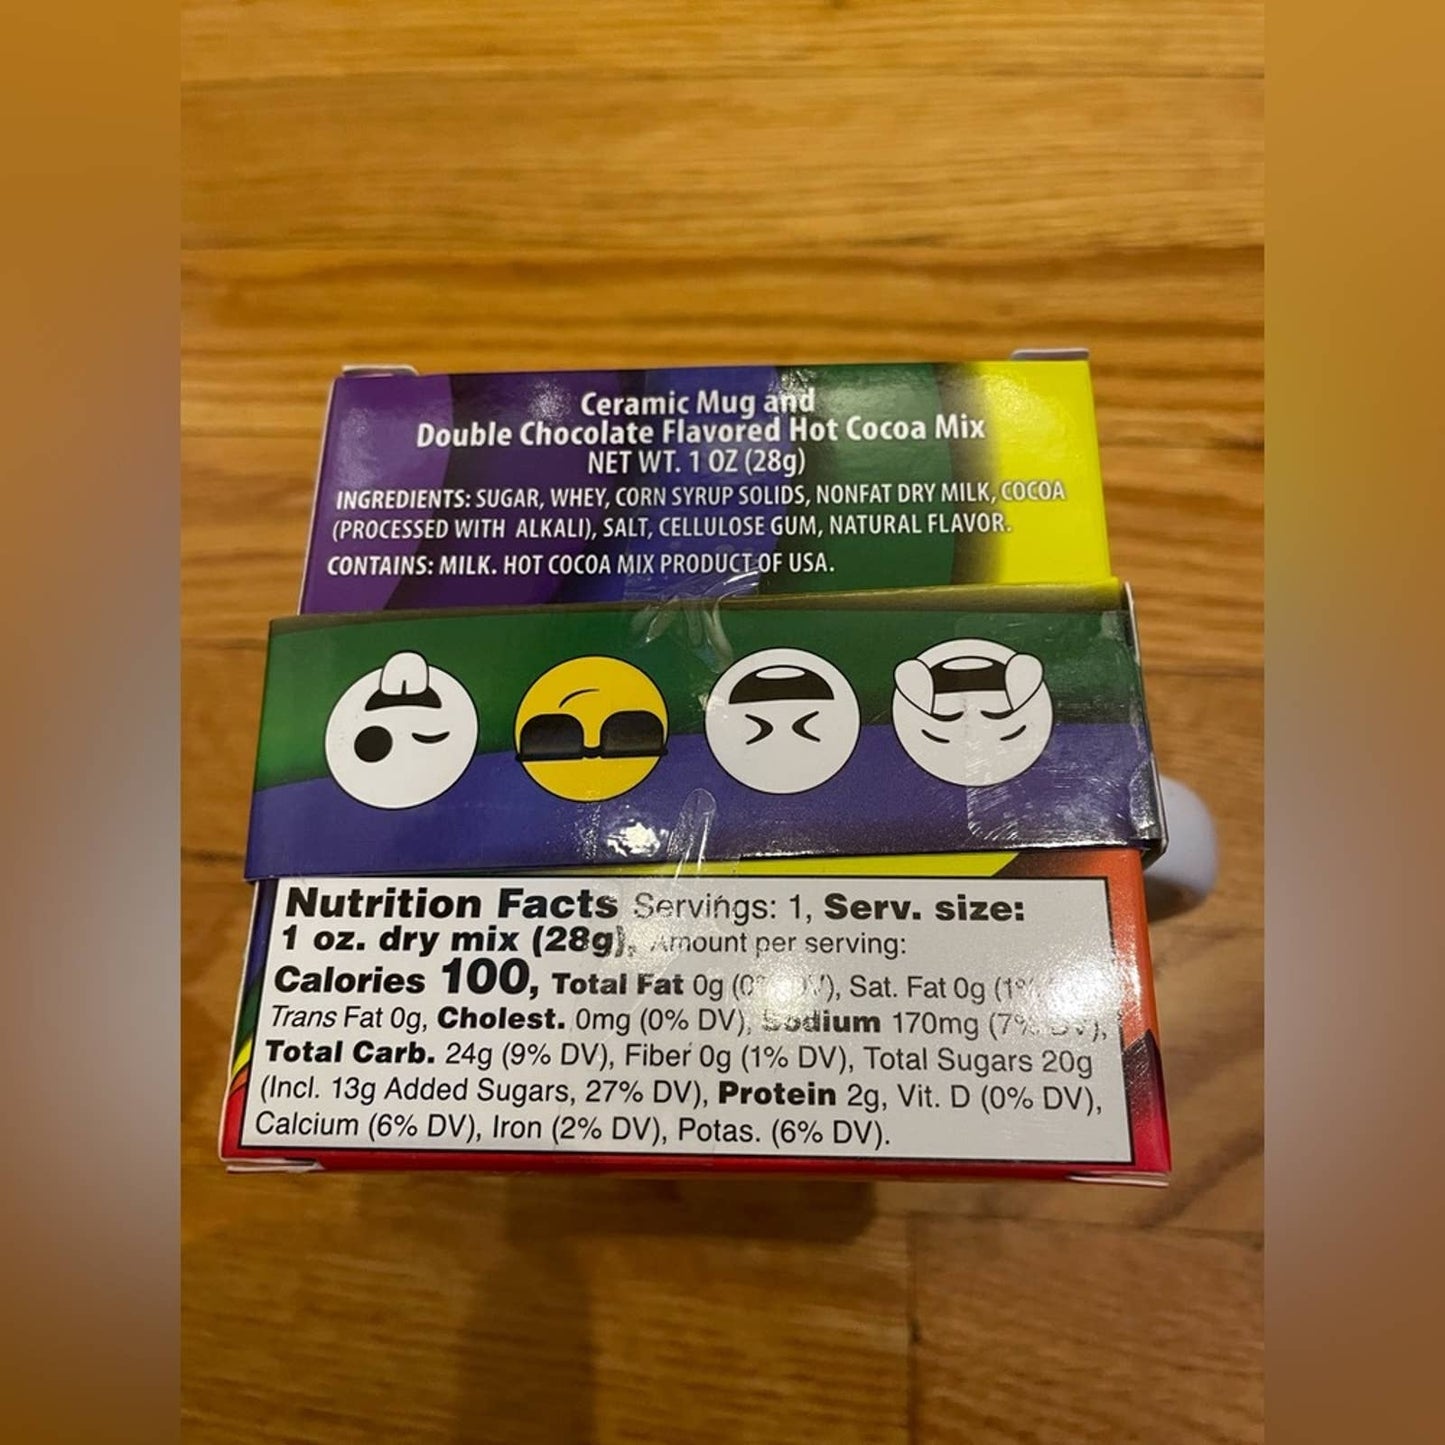 Ceramic Mug and
Double Chocolate Flavored Hot Cocoa Mix
NET WT. 1 OZ (28g)
INGREDIENTS: SUGAR, WHEY, CORN SYRUP SOLIDS, NONFAT DRY MILK, COCOA
(PROCESSED WITH ALKALI), SALT, CELLULOSE GUM, NATURAL FLAVOR.
CONTAINS: MILK. HOT COCOA MIX PRODUCT OF USA.
Nutrition Facts Servings: 1, Serv. size:
1 oz. dry mix (28g), Amount per serving:
Calories 100, Total Fat 0g Sat. Fat 0g
Trans Fat 0g, Cholest. 0mg (0% DV), Sodium 170mg (7% DV),
Total Carb. 24g (9% DV), Fiber 0g (1% DV), Total Sugars 20g
(Incl. 13g Added Sugars, 27% DV), Protein 2g, Vit. D (0% DV),
Calcium (6% DV), Iron (2% DV), Potas. (6% DV).